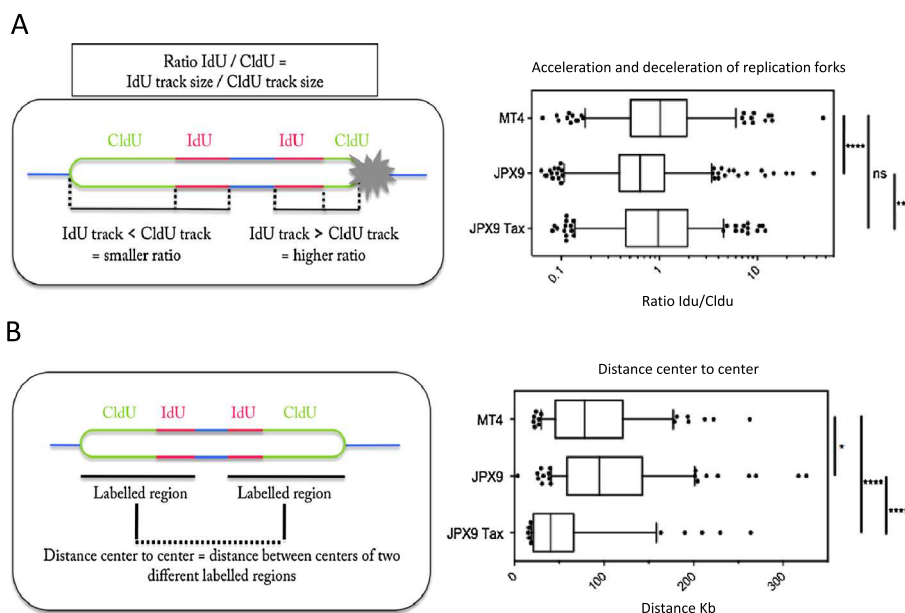 A
Ratio IdU / CldU =
IdU track size / CldU track size
CldU IdU IdU CldU
IdU track < CldU track IdU track > CldU track
= smaller ratio = higher ratio
Acceleration and deceleration of replication forks
MT4
JPX9
JPX9 Tax
****
ns
**
0.1 1 10
Ratio Idu/Cldu
B
CldU IdU IdU CldU
Labelled region Labelled region
Distance center to center = distance between centers of two
different labelled regions
Distance center to center
MT4
JPX9
JPX9 Tax
*
****
****
0 100 200 300
Distance Kb